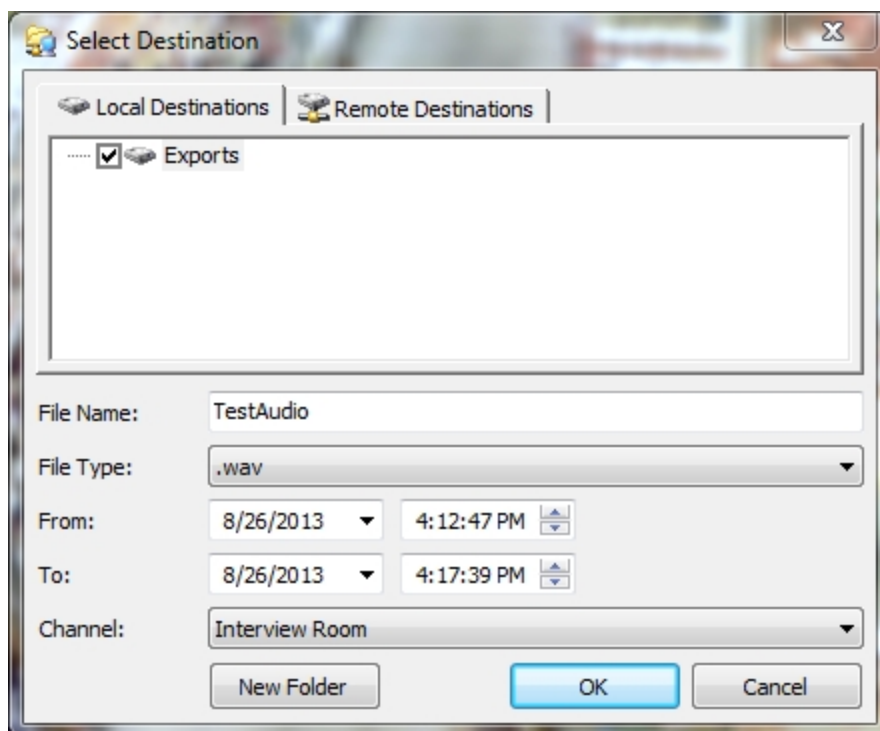 Select Destination
Local Destinations Remote Destinations
Exports
File Name: TestAudio
File Type: .wav
From: 8/26/2013 4:12:47 PM
To: 8/26/2013 4:17:39 PM
Channel: Interview Room
New Folder OK Cancel